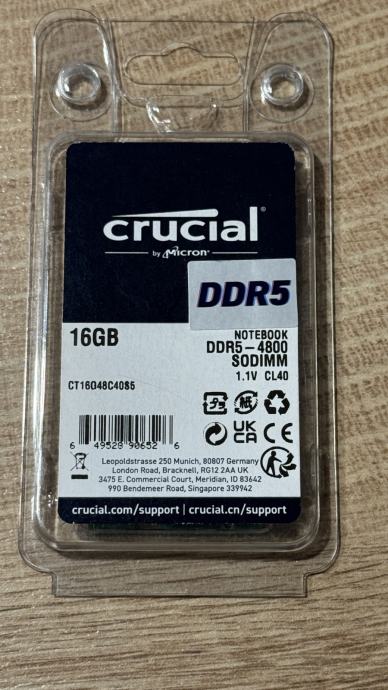 crucial®
by Micron®
DDR5
16GB
NOTEBOOK
DDR5-4800
SODIMM
1.1V CL40
CT16G48C40S5
UK
CA
CE
6 49528 90652 6
Leopoldstrasse 250 Munich, 80807 Germany
London Road, Bracknell, RG12 2AA UK
3475 E. Commercial Court, Meridian, ID 83642
990 Bendemeer Road, Singapore 339942
crucial.com/support | crucial.cn/support